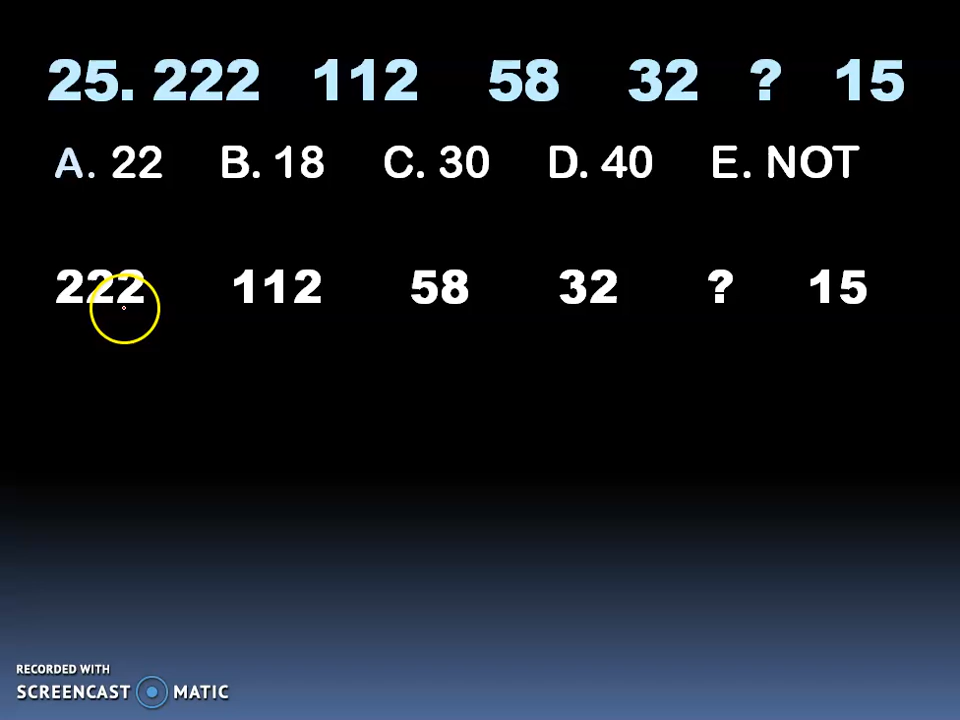 25. 222 112 58 32 ? 15
A. 22 B. 18 C. 30 D. 40 E. NOT
222 112 58 32 ? 15
RECORDED WITH
SCREENCAST MATIC